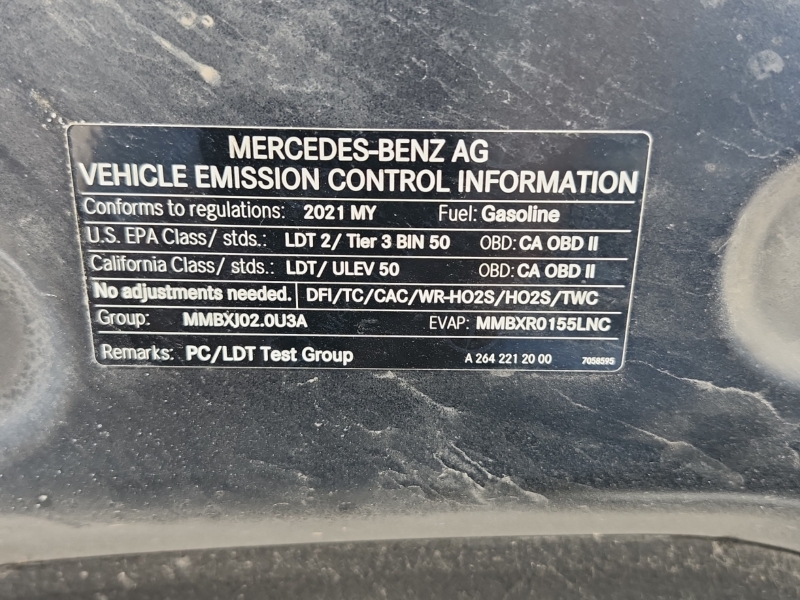 MERCEDES-BENZ AG
VEHICLE EMISSION CONTROL INFORMATION
Conforms to regulations: 2021 MY Fuel: Gasoline
U.S. EPA Class/ stds.: LDT 2/ Tier 3 BIN 50 OBD: CA OBD II
California Class/ stds.: LDT/ ULEV 50 OBD: CA OBD II
No adjustments needed. DFI/TC/CAC/WR-HO2S/HO2S/TWC
Group: MMBXJ02.0U3A EVAP: MMBXR0155LNC
Remarks: PC/LDT Test Group A 264 221 20 00 7058595